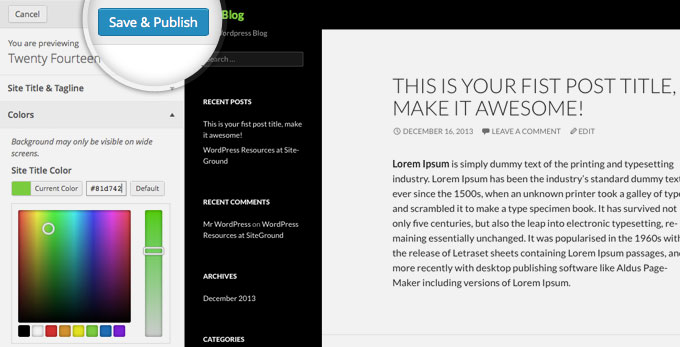 Cancel
Save & Publish
You are previewing
Twenty Fourteen
Site Title & Tagline
Colors
Background may only be visible on wide
screens.
Site Title Color
Current Color
#81d742
Default
Blog
ordpress Blog
Search ...
RECENT POSTS
This is your fist post title, make
it awesome!
WordPress Resources at Site-
Ground
RECENT COMMENTS
Mr WordPress on WordPress
Resources at SiteGround
ARCHIVES
December 2013
CATEGORIES
THIS IS YOUR FIST POST TITLE,
MAKE IT AWESOME!
DECEMBER 16, 2013 LEAVE A COMMENT EDIT
Lorem Ipsum is simply dummy text of the printing and typesetting
industry. Lorem Ipsum has been the industry's standard dummy text
ever since the 1500s, when an unknown printer took a galley of type
and scrambled it to make a type specimen book. It has survived not
only five centuries, but also the leap into electronic typesetting, re-
maining essentially unchanged. It was popularised in the 1960s with
the release of Letraset sheets containing Lorem Ipsum passages, and
more recently with desktop publishing software like Aldus Page-
Maker including versions of Lorem Ipsum.